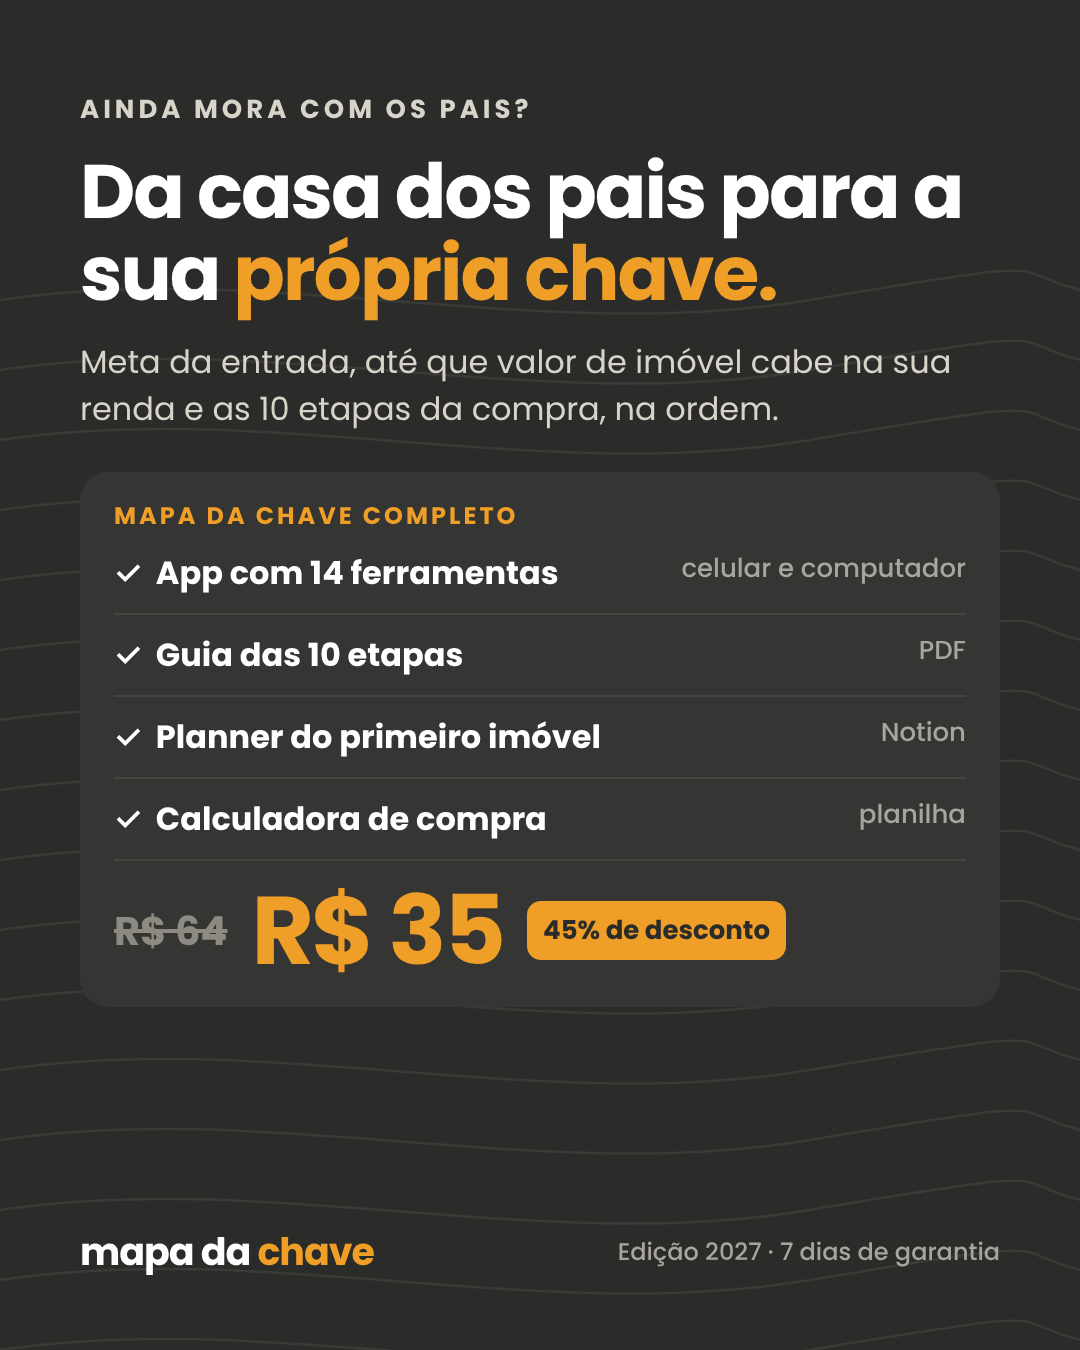 AINDA MORA COM OS PAIS?
Da casa dos pais para a
sua própria chave.
Meta da entrada, até que valor de imóvel cabe na sua
renda e as 10 etapas da compra, na ordem.
MAPA DA CHAVE COMPLETO
App com 14 ferramentas celular e computador
Guia das 10 etapas PDF
Planner do primeiro imóvel Notion
Calculadora de compra planilha
R$ 64 R$ 35 45% de desconto
mapa da chave Edição 2027 · 7 dias de garantia